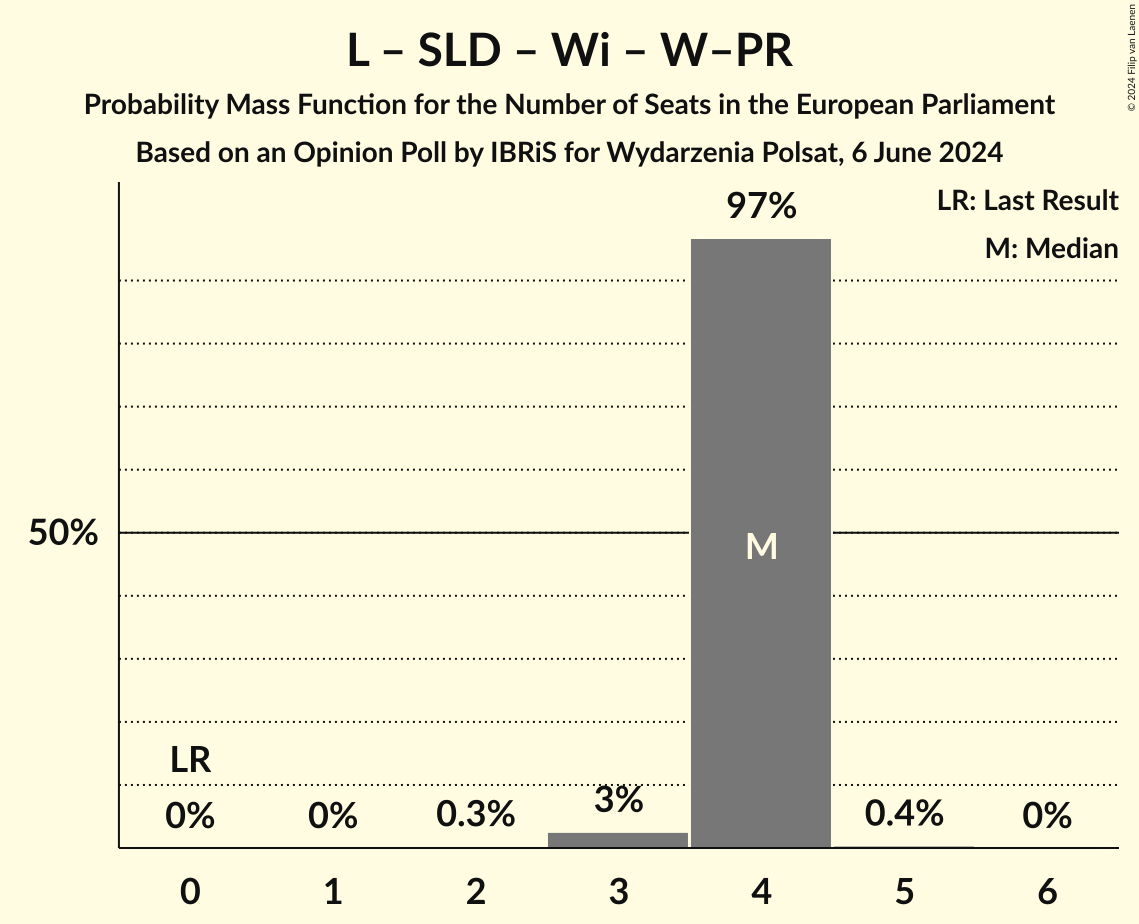 L – SLD – Wi – W–PR
Probability Mass Function for the Number of Seats in the European Parliament
Based on an Opinion Poll by IBRiS for Wydarzenia Polsat, 6 June 2024
© 2024 Filip van Laenen
LR: Last Result
M: Median
97%
50%
M
LR
0%
0%
0.3%
3%
0.4%
0%
0
1
2
3
4
5
6